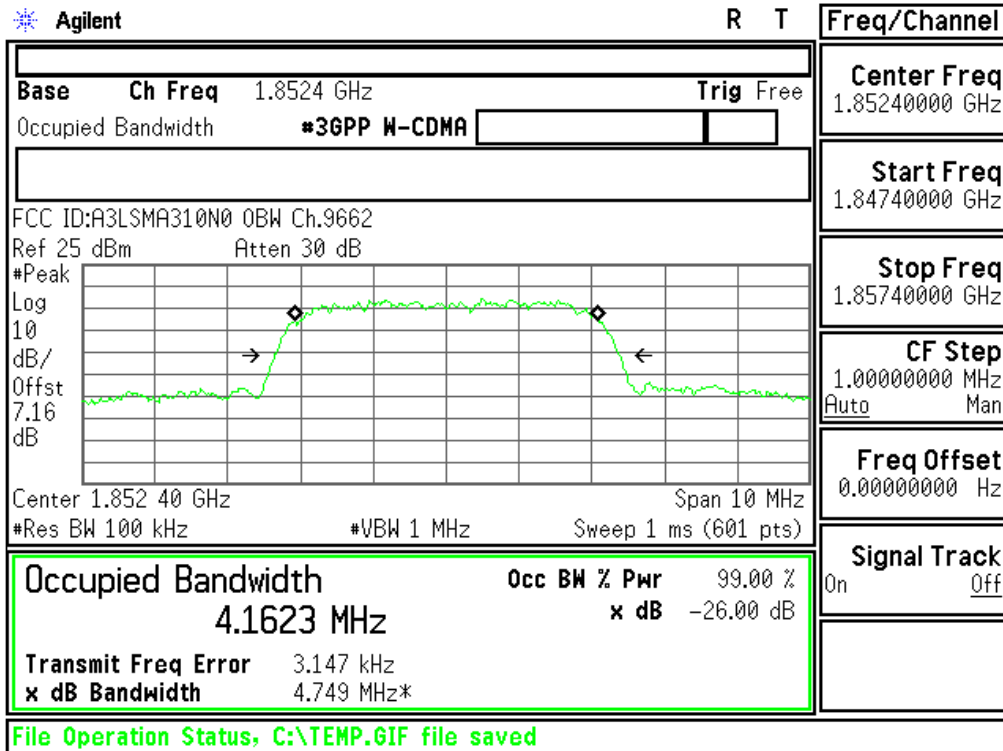 Agilent R T Freq/Channel
Base Ch Freq 1.8524 GHz Trig Free
Occupied Bandwidth #3GPP W-CDMA
FCC ID:A3LSMA310N0 OBW Ch.9662
Ref 25 dBm Atten 30 dB
#Peak
Log
10
dB/
Offst
7.16
dB
Center 1.852 40 GHz Span 10 MHz
#Res BW 100 kHz #VBW 1 MHz Sweep 1 ms (601 pts)
Occupied Bandwidth Occ BW % Pwr 99.00 %
4.1623 MHz x dB -26.00 dB
Transmit Freq Error 3.147 kHz
x dB Bandwidth 4.749 MHz*
Center Freq
1.85240000 GHz
Start Freq
1.84740000 GHz
Stop Freq
1.85740000 GHz
CF Step
1.00000000 MHz
Auto Man
Freq Offset
0.00000000 Hz
Signal Track
On Off
File Operation Status, C:\TEMP.GIF file saved